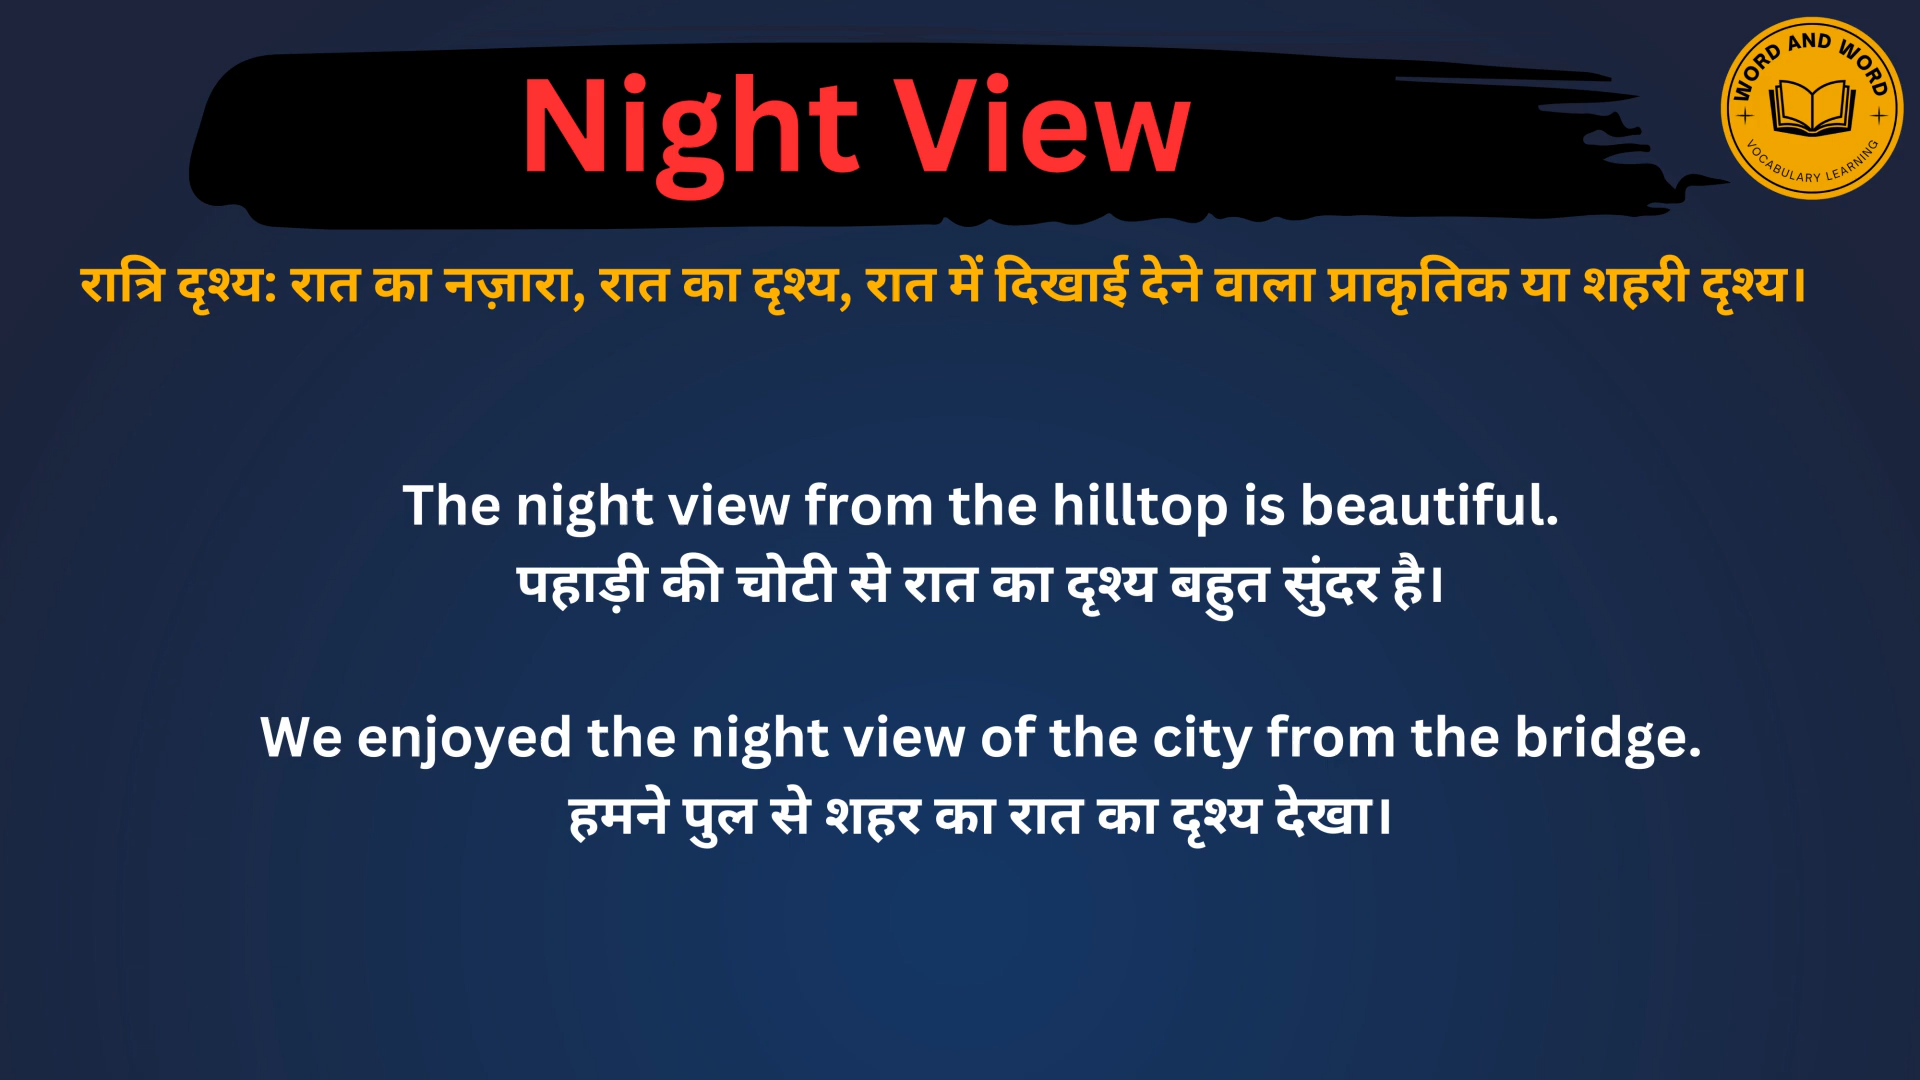 Night View
WORD AND WORD
VOCABULARY LEARNING
रात्रि दृश्य: रात का नज़ारा, रात का दृश्य, रात में दिखाई देने वाला प्राकृतिक या शहरी दृश्य।
The night view from the hilltop is beautiful.
पहाड़ी की चोटी से रात का दृश्य बहुत सुंदर है।
We enjoyed the night view of the city from the bridge.
हमने पुल से शहर का रात का दृश्य देखा।